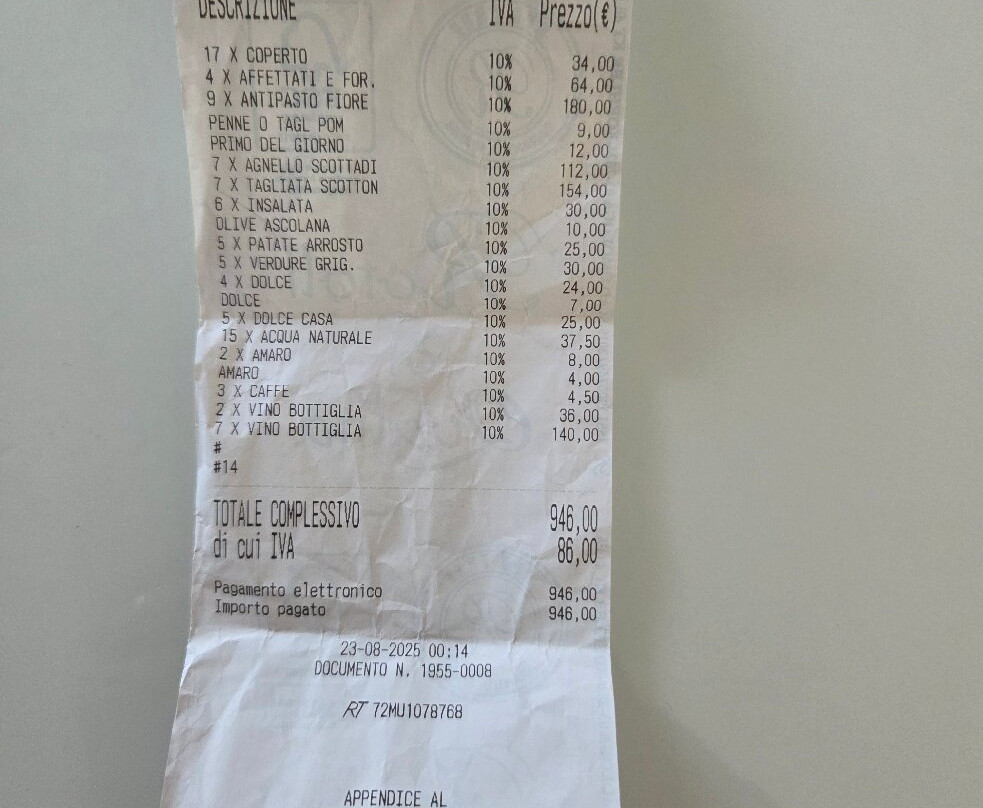 DESCRIZIONE IVA Prezzo(€)
17 X COPERTO 10% 34,00
4 X AFFETTATI E FOR. 10% 64,00
9 X ANTIPASTO FIORE 10% 180,00
PENNE O TAGL POM 10% 9,00
PRIMO DEL GIORNO 10% 12,00
7 X AGNELLO SCOTTADI 10% 112,00
7 X TAGLIATA SCOTTON 10% 154,00
6 X INSALATA 10% 30,00
OLIVE ASCOLANA 10% 10,00
5 X PATATE ARROSTO 10% 25,00
5 X VERDURE GRIG. 10% 30,00
4 X DOLCE 10% 24,00
DOLCE 10% 7,00
5 X DOLCE CASA 10% 25,00
15 X ACQUA NATURALE 10% 37,50
2 X AMARO 10% 8,00
AMARO 10% 4,00
3 X CAFFE 10% 4,50
2 X VINO BOTTIGLIA 10% 36,00
7 X VINO BOTTIGLIA 10% 140,00
#
#14
TOTALE COMPLESSIVO 946,00
di cui IVA 86,00
Pagamento elettronico 946,00
Importo pagato 946,00
23-08-2025 00:14
DOCUMENTO N. 1955-0008
RT 72MU1078768
APPENDICE AL